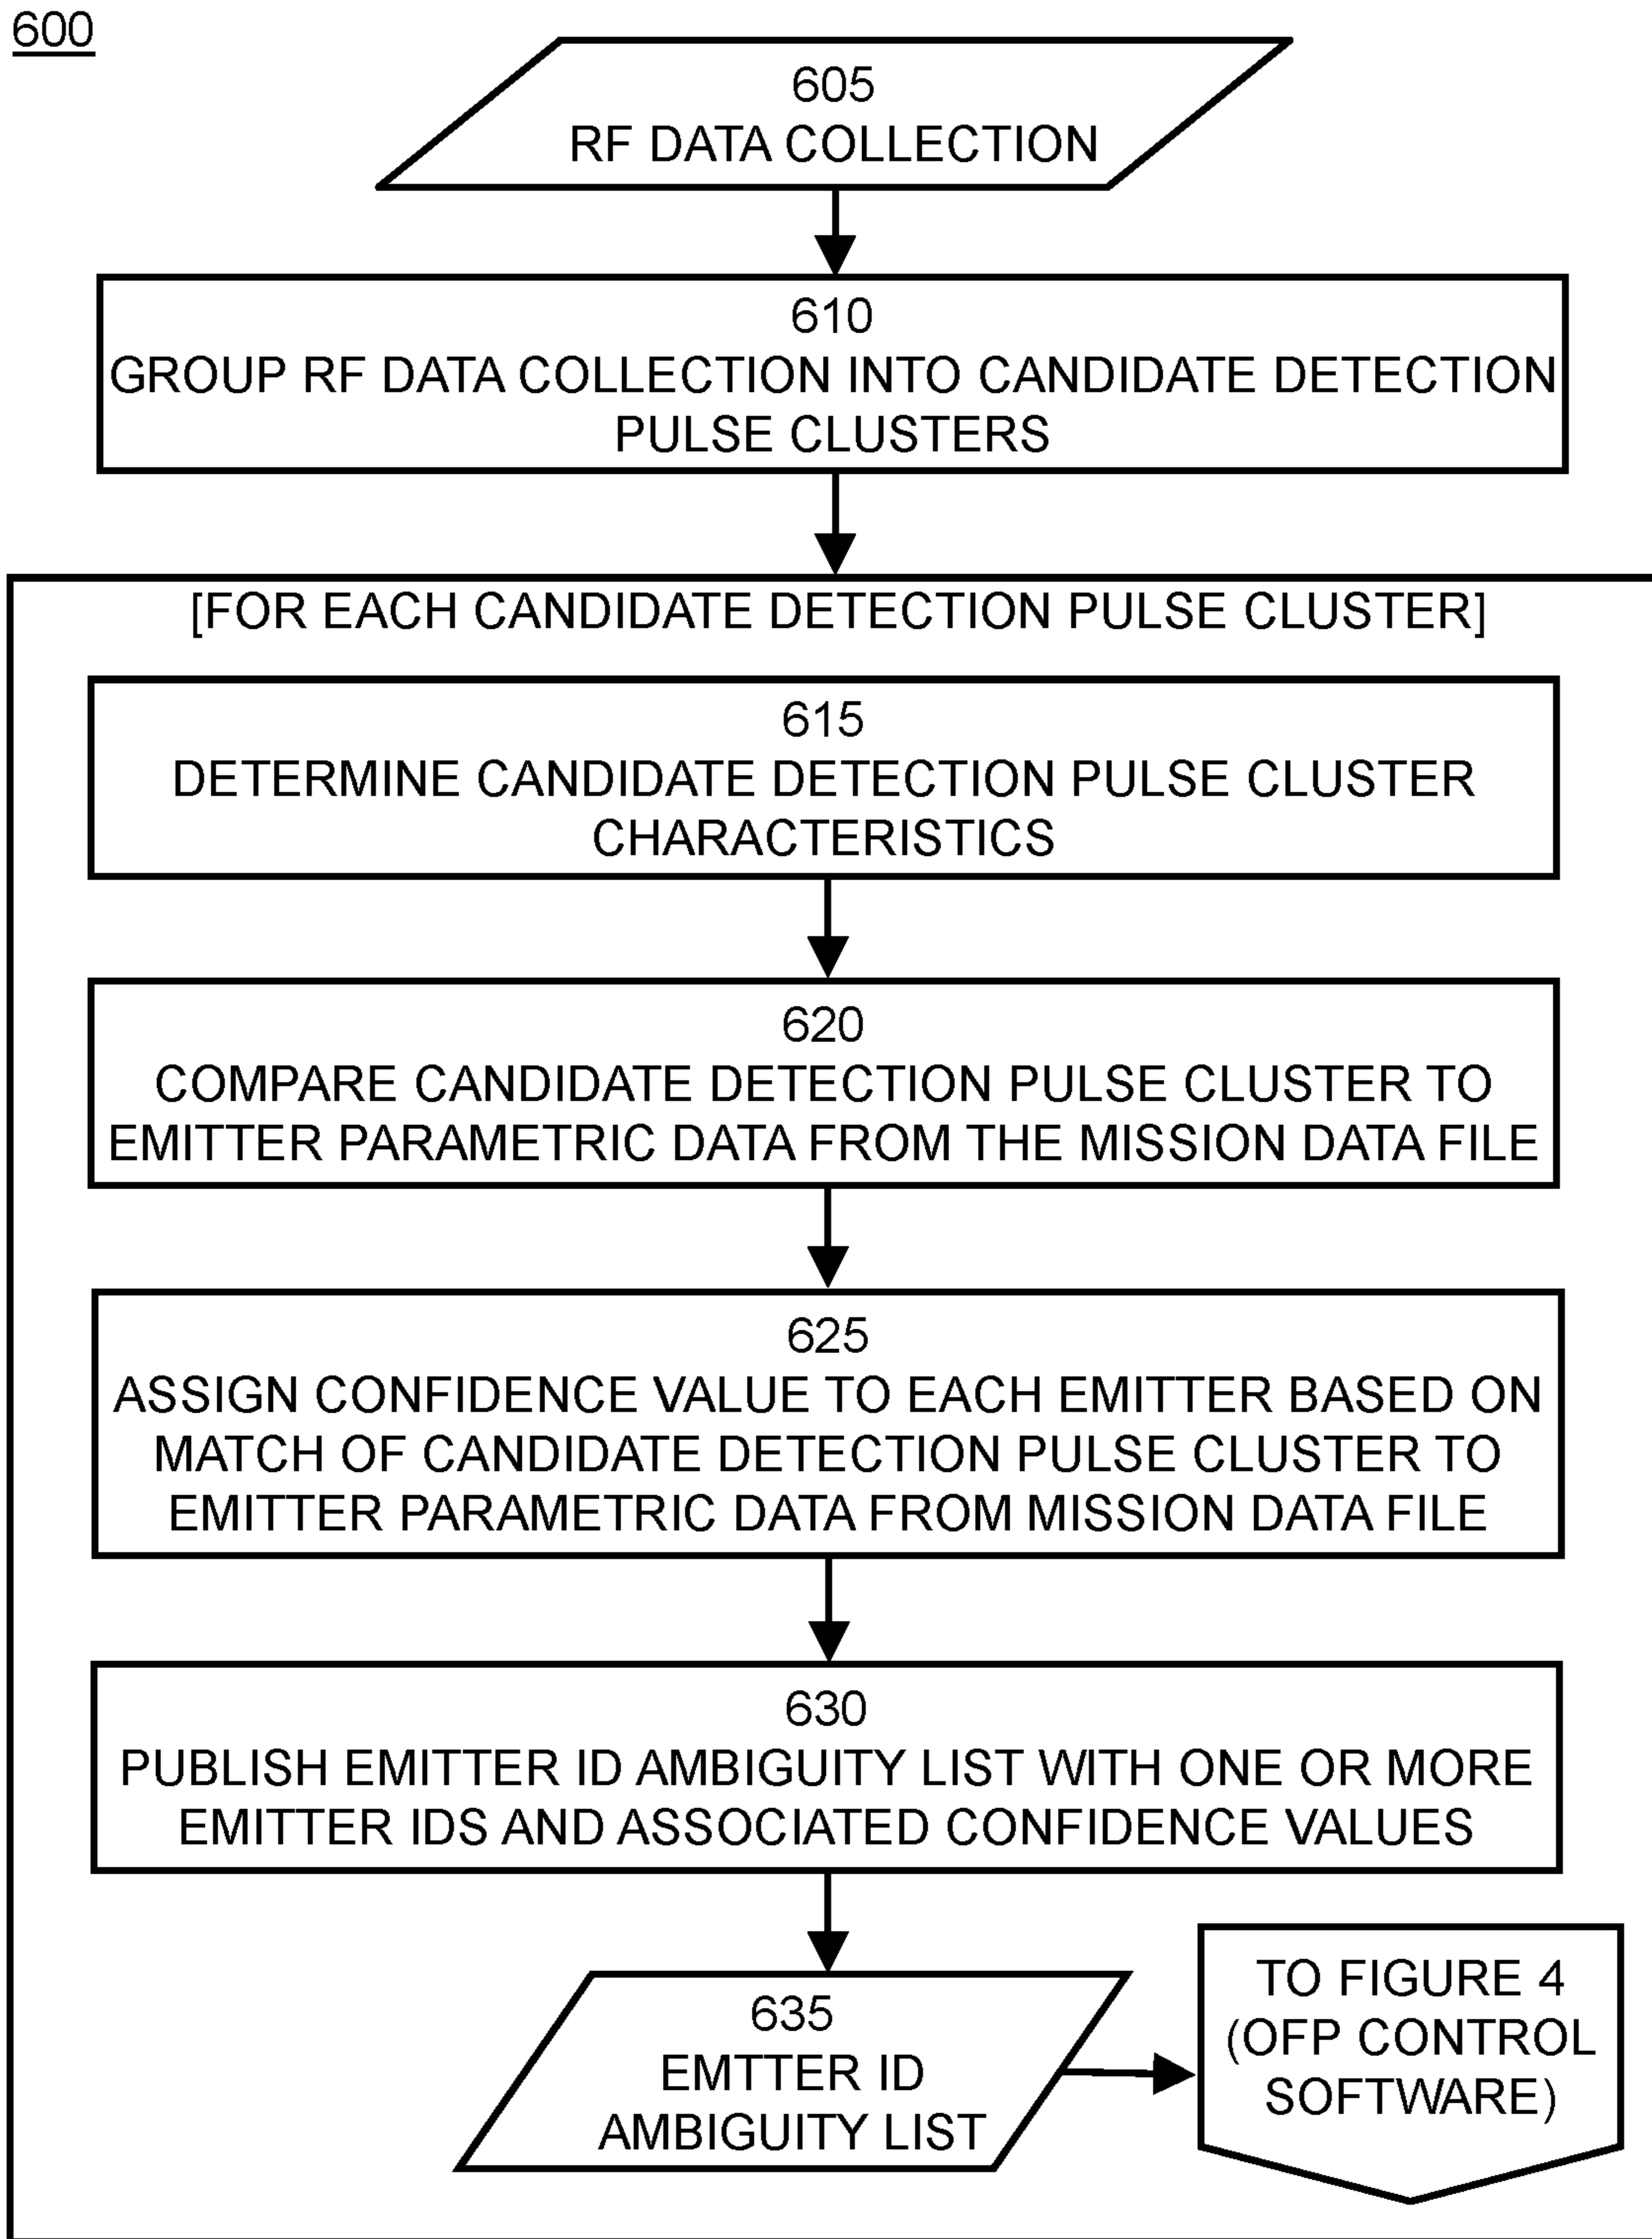 600
605
RF DATA COLLECTION
610
GROUP RF DATA COLLECTION INTO CANDIDATE DETECTION
PULSE CLUSTERS
[FOR EACH CANDIDATE DETECTION PULSE CLUSTER]
615
DETERMINE CANDIDATE DETECTION PULSE CLUSTER
CHARACTERISTICS
620
COMPARE CANDIDATE DETECTION PULSE CLUSTER TO
EMITTER PARAMETRIC DATA FROM THE MISSION DATA FILE
625
ASSIGN CONFIDENCE VALUE TO EACH EMITTER BASED ON
MATCH OF CANDIDATE DETECTION PULSE CLUSTER TO
EMITTER PARAMETRIC DATA FROM MISSION DATA FILE
630
PUBLISH EMITTER ID AMBIGUITY LIST WITH ONE OR MORE
EMITTER IDS AND ASSOCIATED CONFIDENCE VALUES
635
EMTTER ID
AMBIGUITY LIST
TO FIGURE 4
(OFP CONTROL
SOFTWARE)